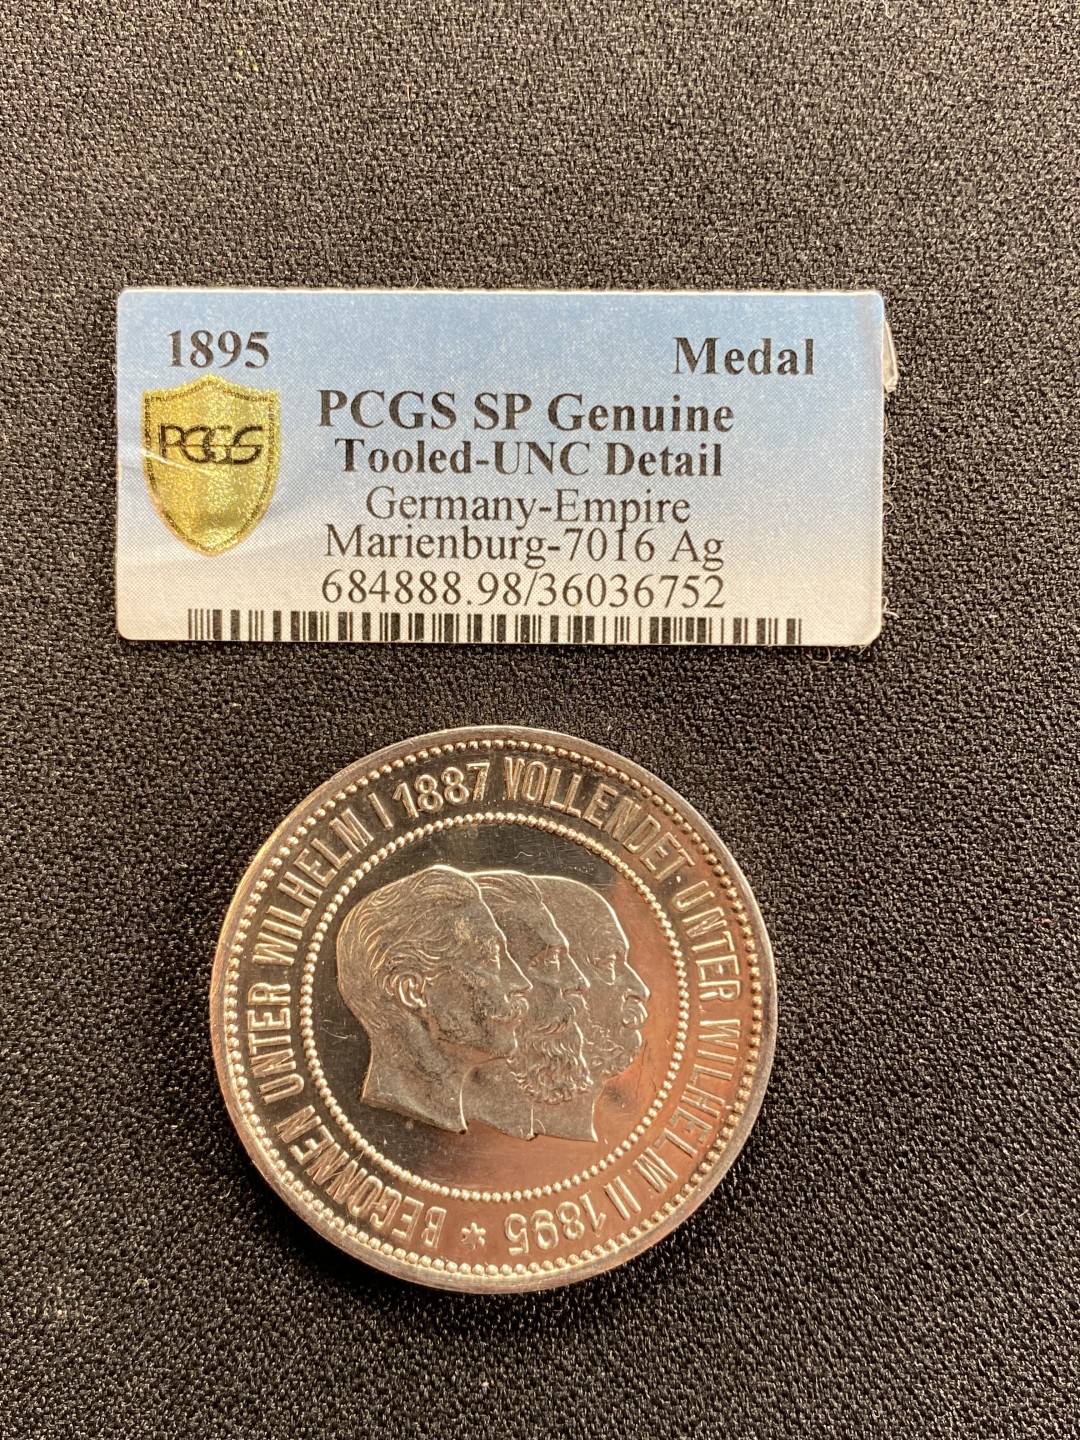 1895 Medal
PCGS
PCGS SP Genuine
Tooled-UNC Detail
Germany-Empire
Marienburg-7016 Ag
684888.98/36036752
BEGONNEN UNTER WILHELM I 1887 VOLLENDET UNTER WILHELM II 1895 *